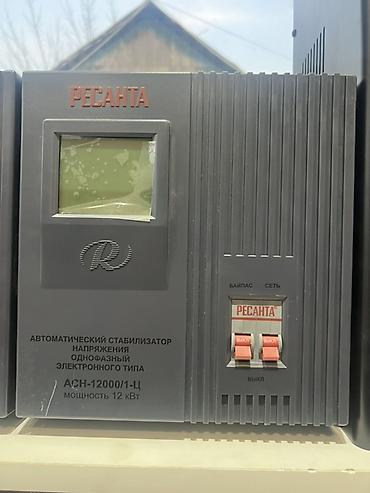 РЕСАНТА
R
БАЙПАС СЕТЬ
РЕСАНТА
ВЫКЛ
АВТОМАТИЧЕСКИЙ СТАБИЛИЗАТОР
НАПРЯЖЕНИЯ
ОДНОФАЗНЫЙ
ЭЛЕКТРОННОГО ТИПА
АСН-12000/1-Ц
мощность 12 кВт